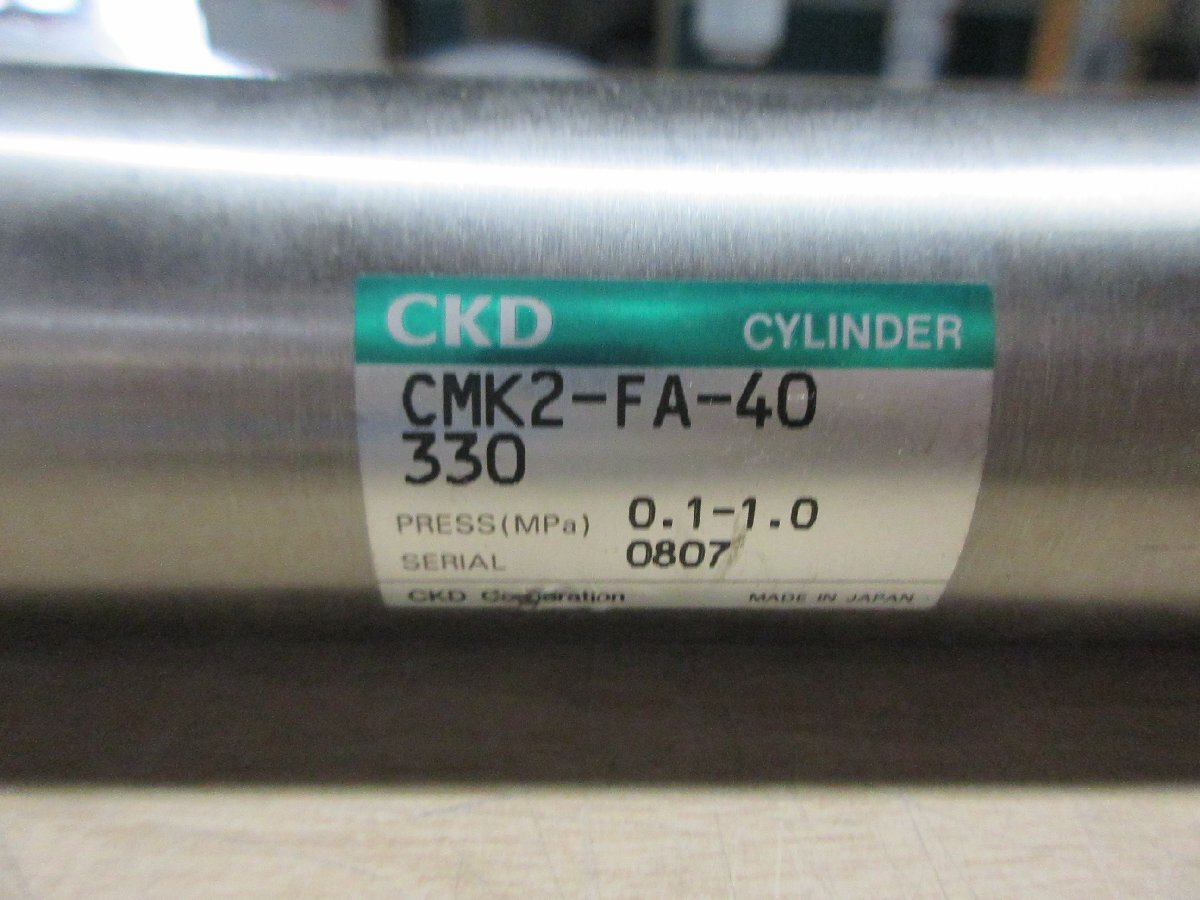 CKD CYLINDER
CMK2-FA-40
330
PRESS(MPa) 0.1-1.0
SERIAL 0807
CKD Corporation MADE IN JAPAN